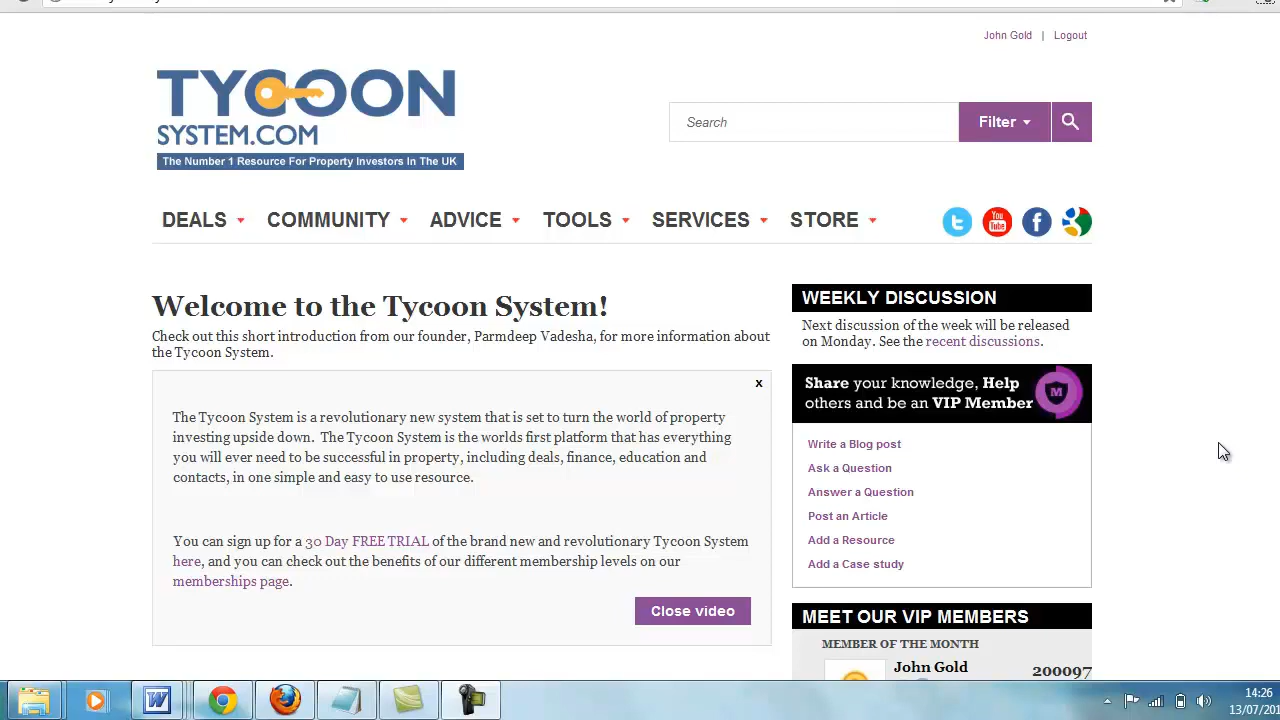 John Gold | Logout
TYCOON
SYSTEM.COM
The Number 1 Resource For Property Investors In The UK
Search
Filter
DEALS COMMUNITY ADVICE TOOLS SERVICES STORE
You Tube
Welcome to the Tycoon System!
Check out this short introduction from our founder, Parmdeep Vadesha, for more information about
the Tycoon System.
x
The Tycoon System is a revolutionary new system that is set to turn the world of property
investing upside down. The Tycoon System is the worlds first platform that has everything
you will ever need to be successful in property, including deals, finance, education and
contacts, in one simple and easy to use resource.
You can sign up for a 30 Day FREE TRIAL of the brand new and revolutionary Tycoon System
here, and you can check out the benefits of our different membership levels on our
memberships page.
Close video
WEEKLY DISCUSSION
Next discussion of the week will be released
on Monday. See the recent discussions.
Share your knowledge, Help
others and be an VIP Member
M
Write a Blog post
Ask a Question
Answer a Question
Post an Article
Add a Resource
Add a Case study
MEET OUR VIP MEMBERS
MEMBER OF THE MONTH
John Gold 200097
14:26
13/07/201